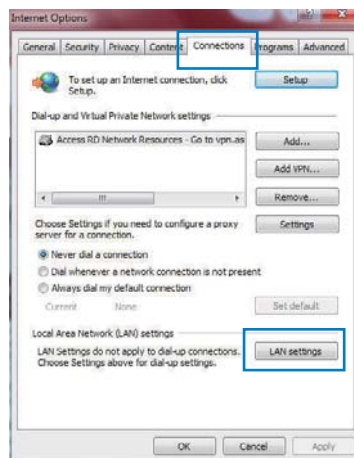 Internet Options
General Security Privacy Content Connections Programs Advanced
To set up an Internet connection, click
Setup.
Setup
Dial-up and Virtual Private Network settings
Access RD Network Resources - Go to vpn.as
Add...
Add VPN...
Remove...
Choose Settings if you need to configure a proxy
server for a connection.
Settings
Never dial a connection
Dial whenever a network connection is not present
Always dial my default connection
Current None
Set default
Local Area Network (LAN) settings
LAN Settings do not apply to dial-up connections.
Choose Settings above for dial-up settings.
LAN settings
OK Cancel Apply